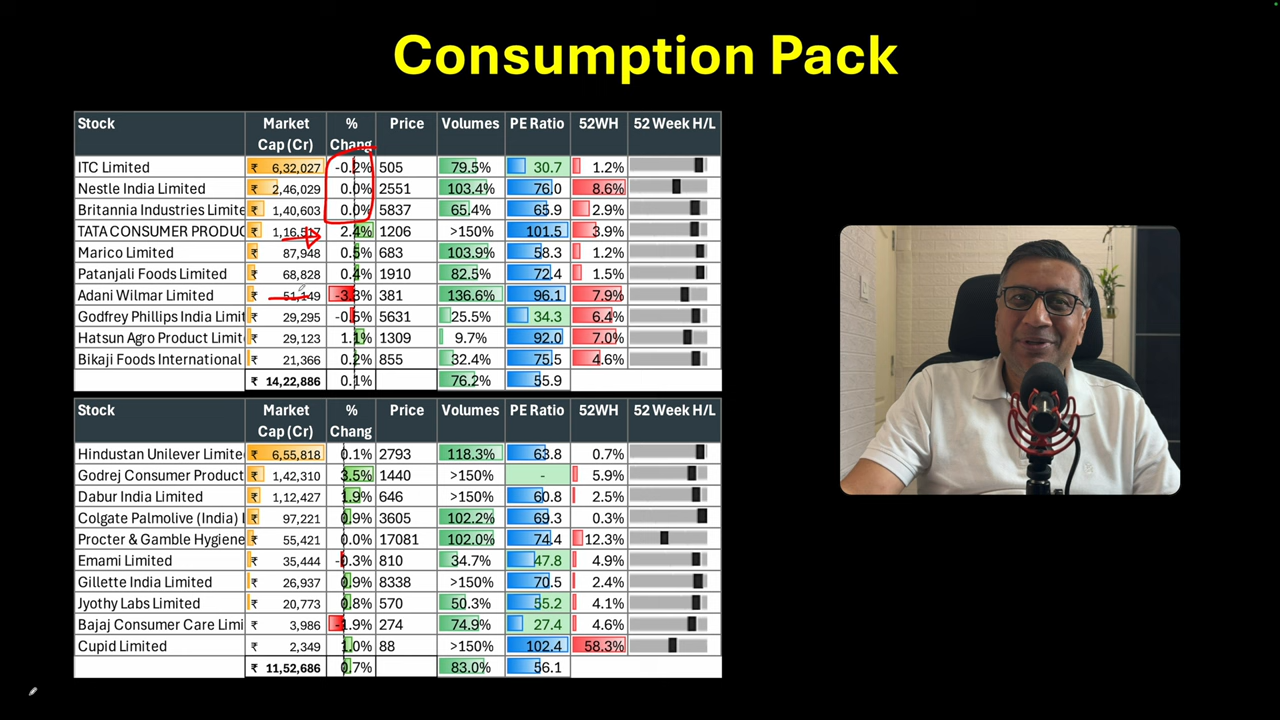 Consumption Pack
Stock Market Cap (Cr) % Chang Price Volumes PE Ratio 52WH 52 Week H/L
ITC Limited ₹ 6,32,027 -0.2% 505 79.5% 30.7 1.2%
Nestle India Limited ₹ 2,46,029 0.0% 2551 103.4% 76.0 8.6%
Britannia Industries Limite ₹ 1,40,603 0.0% 5837 65.4% 65.9 2.9%
TATA CONSUMER PRODUC ₹ 1,16,517 2.4% 1206 >150% 101.5 3.9%
Marico Limited ₹ 87,948 0.5% 683 103.9% 58.3 1.2%
Patanjali Foods Limited ₹ 68,828 0.4% 1910 82.5% 72.4 1.5%
Adani Wilmar Limited ₹ 51,149 -3.3% 381 136.6% 96.1 7.9%
Godfrey Phillips India Limit ₹ 29,295 -0.6% 5631 25.5% 34.3 6.4%
Hatsun Agro Product Limit ₹ 29,123 1.1% 1309 9.7% 92.0 7.0%
Bikaji Foods International ₹ 21,366 0.2% 855 32.4% 75.5 4.6%
₹ 14,22,886 0.1% 76.2% 55.9
Stock Market Cap (Cr) % Chang Price Volumes PE Ratio 52WH 52 Week H/L
Hindustan Unilever Limite ₹ 6,55,818 0.1% 2793 118.3% 63.8 0.7%
Godrej Consumer Product ₹ 1,42,310 3.5% 1440 >150% - 5.9%
Dabur India Limited ₹ 1,12,427 1.9% 646 >150% 60.8 2.5%
Colgate Palmolive (India) l ₹ 97,221 0.9% 3605 102.2% 69.3 0.3%
Procter & Gamble Hygiene ₹ 55,421 0.0% 17081 102.0% 74.4 12.3%
Emami Limited ₹ 35,444 -0.3% 810 34.7% 47.8 4.9%
Gillette India Limited ₹ 26,937 0.9% 8338 >150% 70.5 2.4%
Jyothy Labs Limited ₹ 20,773 0.8% 570 50.3% 55.2 4.1%
Bajaj Consumer Care Limi ₹ 3,986 -1.9% 274 74.9% 27.4 4.6%
Cupid Limited ₹ 2,349 1.0% 88 >150% 102.4 58.3%
₹ 11,52,686 0.7% 83.0% 56.1